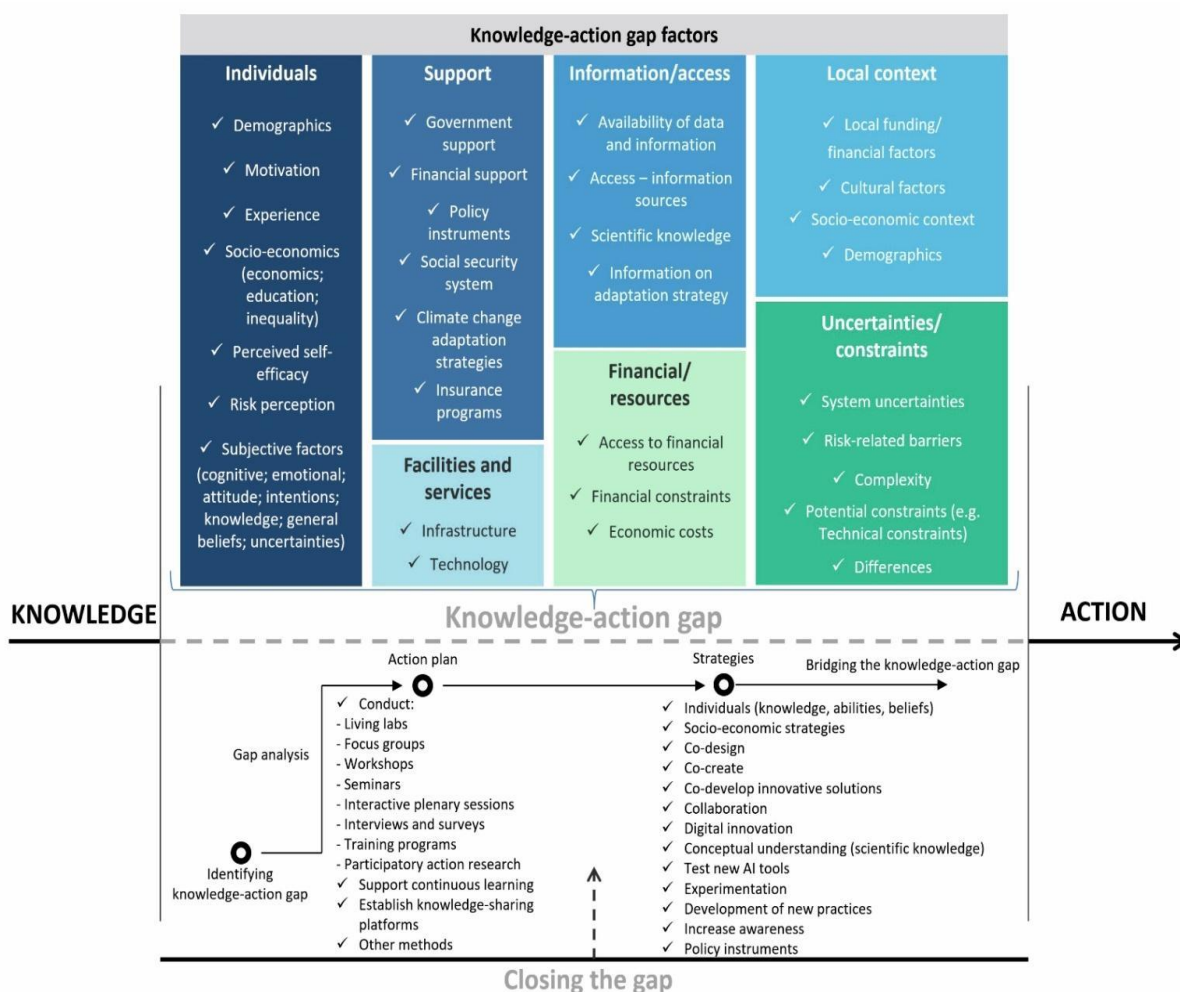 Knowledge-action gap factors
Individuals
✓ Demographics
✓ Motivation
✓ Experience
✓ Socio-economics
(economics;
education;
inequality)
✓ Perceived self-
efficacy
✓ Risk perception
✓ Subjective factors
(cognitive; emotional;
attitude; intentions;
knowledge; general
beliefs; uncertainties)
Support
✓ Government
support
✓ Financial support
✓ Policy
instruments
✓ Social security
system
✓ Climate change
adaptation
strategies
✓ Insurance
programs
Facilities and
services
✓ Infrastructure
✓ Technology
Information/access
✓ Availability of data
and information
✓ Access – information
sources
✓ Scientific knowledge
✓ Information on
adaptation strategy
Financial/
resources
✓ Access to financial
resources
✓ Financial constraints
✓ Economic costs
Local context
✓ Local funding/
financial factors
✓ Cultural factors
✓ Socio-economic context
✓ Demographics
Uncertainties/
constraints
✓ System uncertainties
✓ Risk-related barriers
✓ Complexity
✓ Potential constraints (e.g.
Technical constraints)
✓ Differences
KNOWLEDGE
Knowledge-action gap
ACTION
Identifying
knowledge-action gap
Gap analysis
Action plan
✓ Conduct:
- Living labs
- Focus groups
- Workshops
- Seminars
- Interactive plenary sessions
- Interviews and surveys
- Training programs
- Participatory action research
✓ Support continuous learning
✓ Establish knowledge-sharing
platforms
✓ Other methods
Strategies
✓ Individuals (knowledge, abilities, beliefs)
✓ Socio-economic strategies
✓ Co-design
✓ Co-create
✓ Co-develop innovative solutions
✓ Collaboration
✓ Digital innovation
✓ Conceptual understanding (scientific knowledge)
✓ Test new AI tools
✓ Experimentation
✓ Development of new practices
✓ Increase awareness
✓ Policy instruments
Bridging the knowledge-action gap
Closing the gap